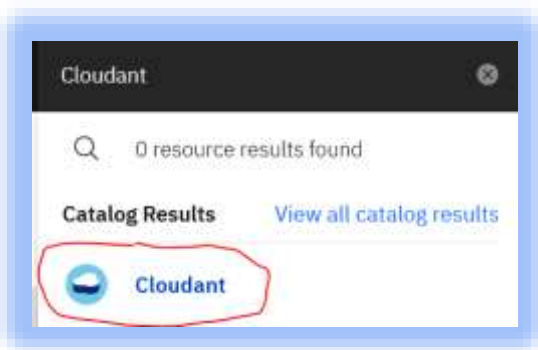 Cloudant
0 resource results found
Catalog Results View all catalog results
Cloudant